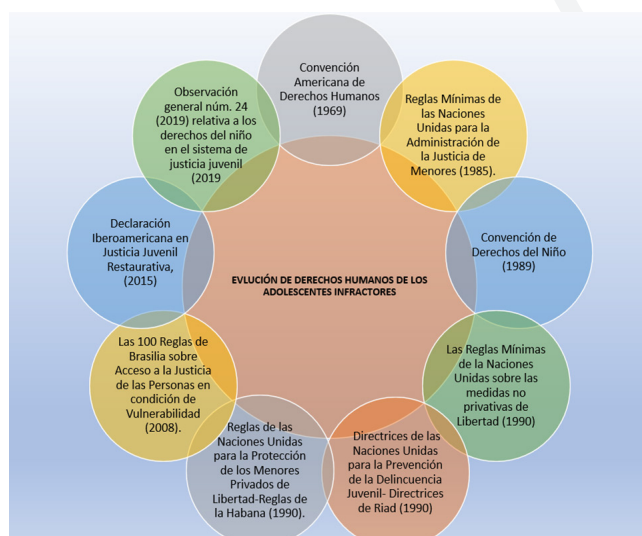 Convención
Americana de
Derechos Humanos
(1969)
Reglas Mínimas de
las Naciones
Unidas para la
Administración de
la Justicia de
Menores (1985).
Convención de
Derechos del Niño
(1989)
Las Reglas Mínimas
de la Naciones
Unidas sobre las
medidas no
privativas de
Libertad (1990)
Directrices de las
Naciones Unidas
para la Prevención
de la Delincuencia
Juvenil- Directrices
de Riad (1990)
Reglas de las
Naciones Unidas
para la Protección
de los Menores
Privados de
Libertad-Reglas de
la Habana (1990).
Las 100 Reglas de
Brasilia sobre
Acceso a la Justicia
de las Personas en
condición de
Vulnerabilidad
(2008).
Declaración
Iberoamericana en
Justicia Juvenil
Restaurativa,
(2015)
Observación
general núm. 24
(2019) relativa a los
derechos del niño
en el sistema de
justicia juvenil
(2019
EVLUCIÓN DE DERECHOS HUMANOS DE LOS
ADOLESCENTES INFRACTORES